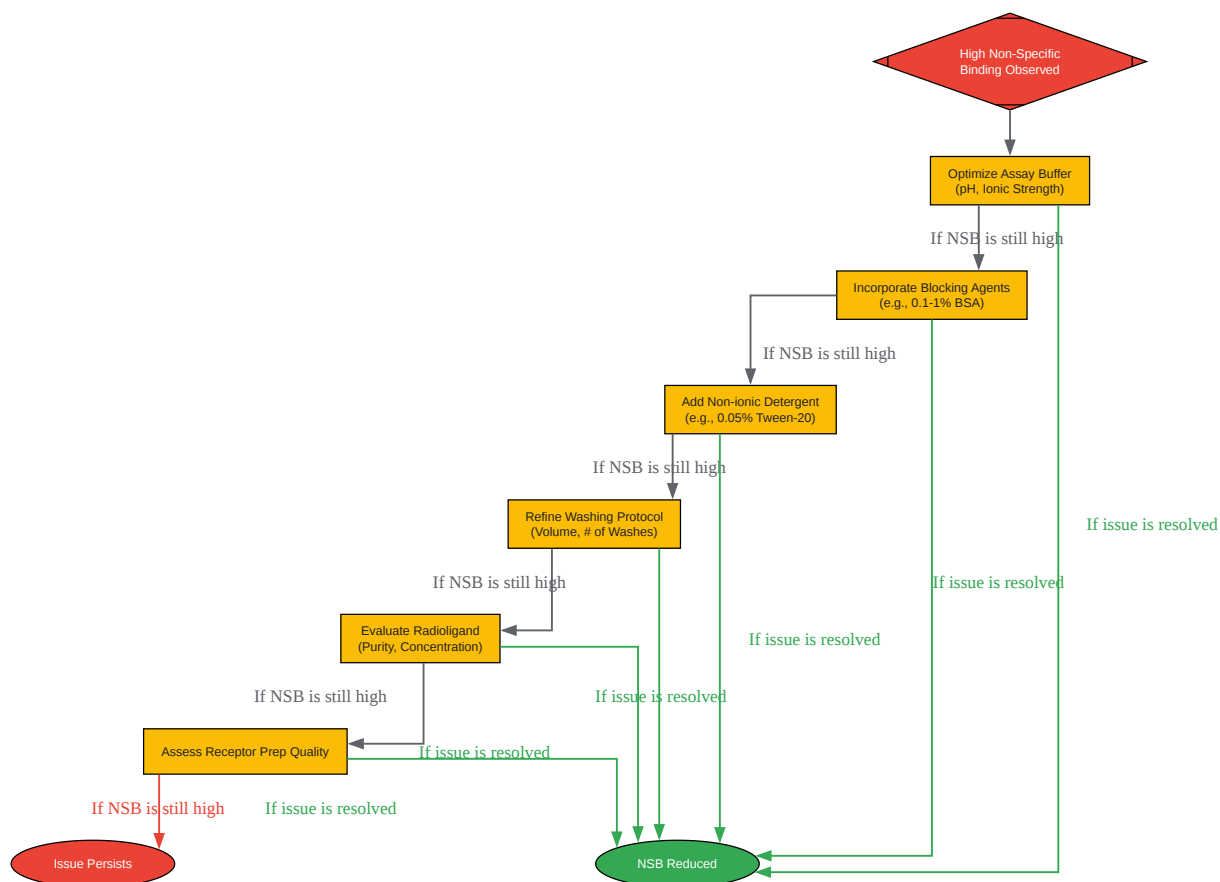 High Non-Specific
Binding Observed
Optimize Assay Buffer
(pH, Ionic Strength)
If NSB is still high
Incorporate Blocking Agents
(e.g., 0.1-1% BSA)
If NSB is still high
Add Non-ionic Detergent
(e.g., 0.05% Tween-20)
If NSB is still high
Refine Washing Protocol
(Volume, # of Washes)
If issue is resolved
If NSB is still high
If issue is resolved
Evaluate Radioligand
(Purity, Concentration)
If issue is resolved
If NSB is still high
If issue is resolved
Assess Receptor Prep Quality
If issue is resolved
If NSB is still high
If issue is resolved
Issue Persists
NSB Reduced